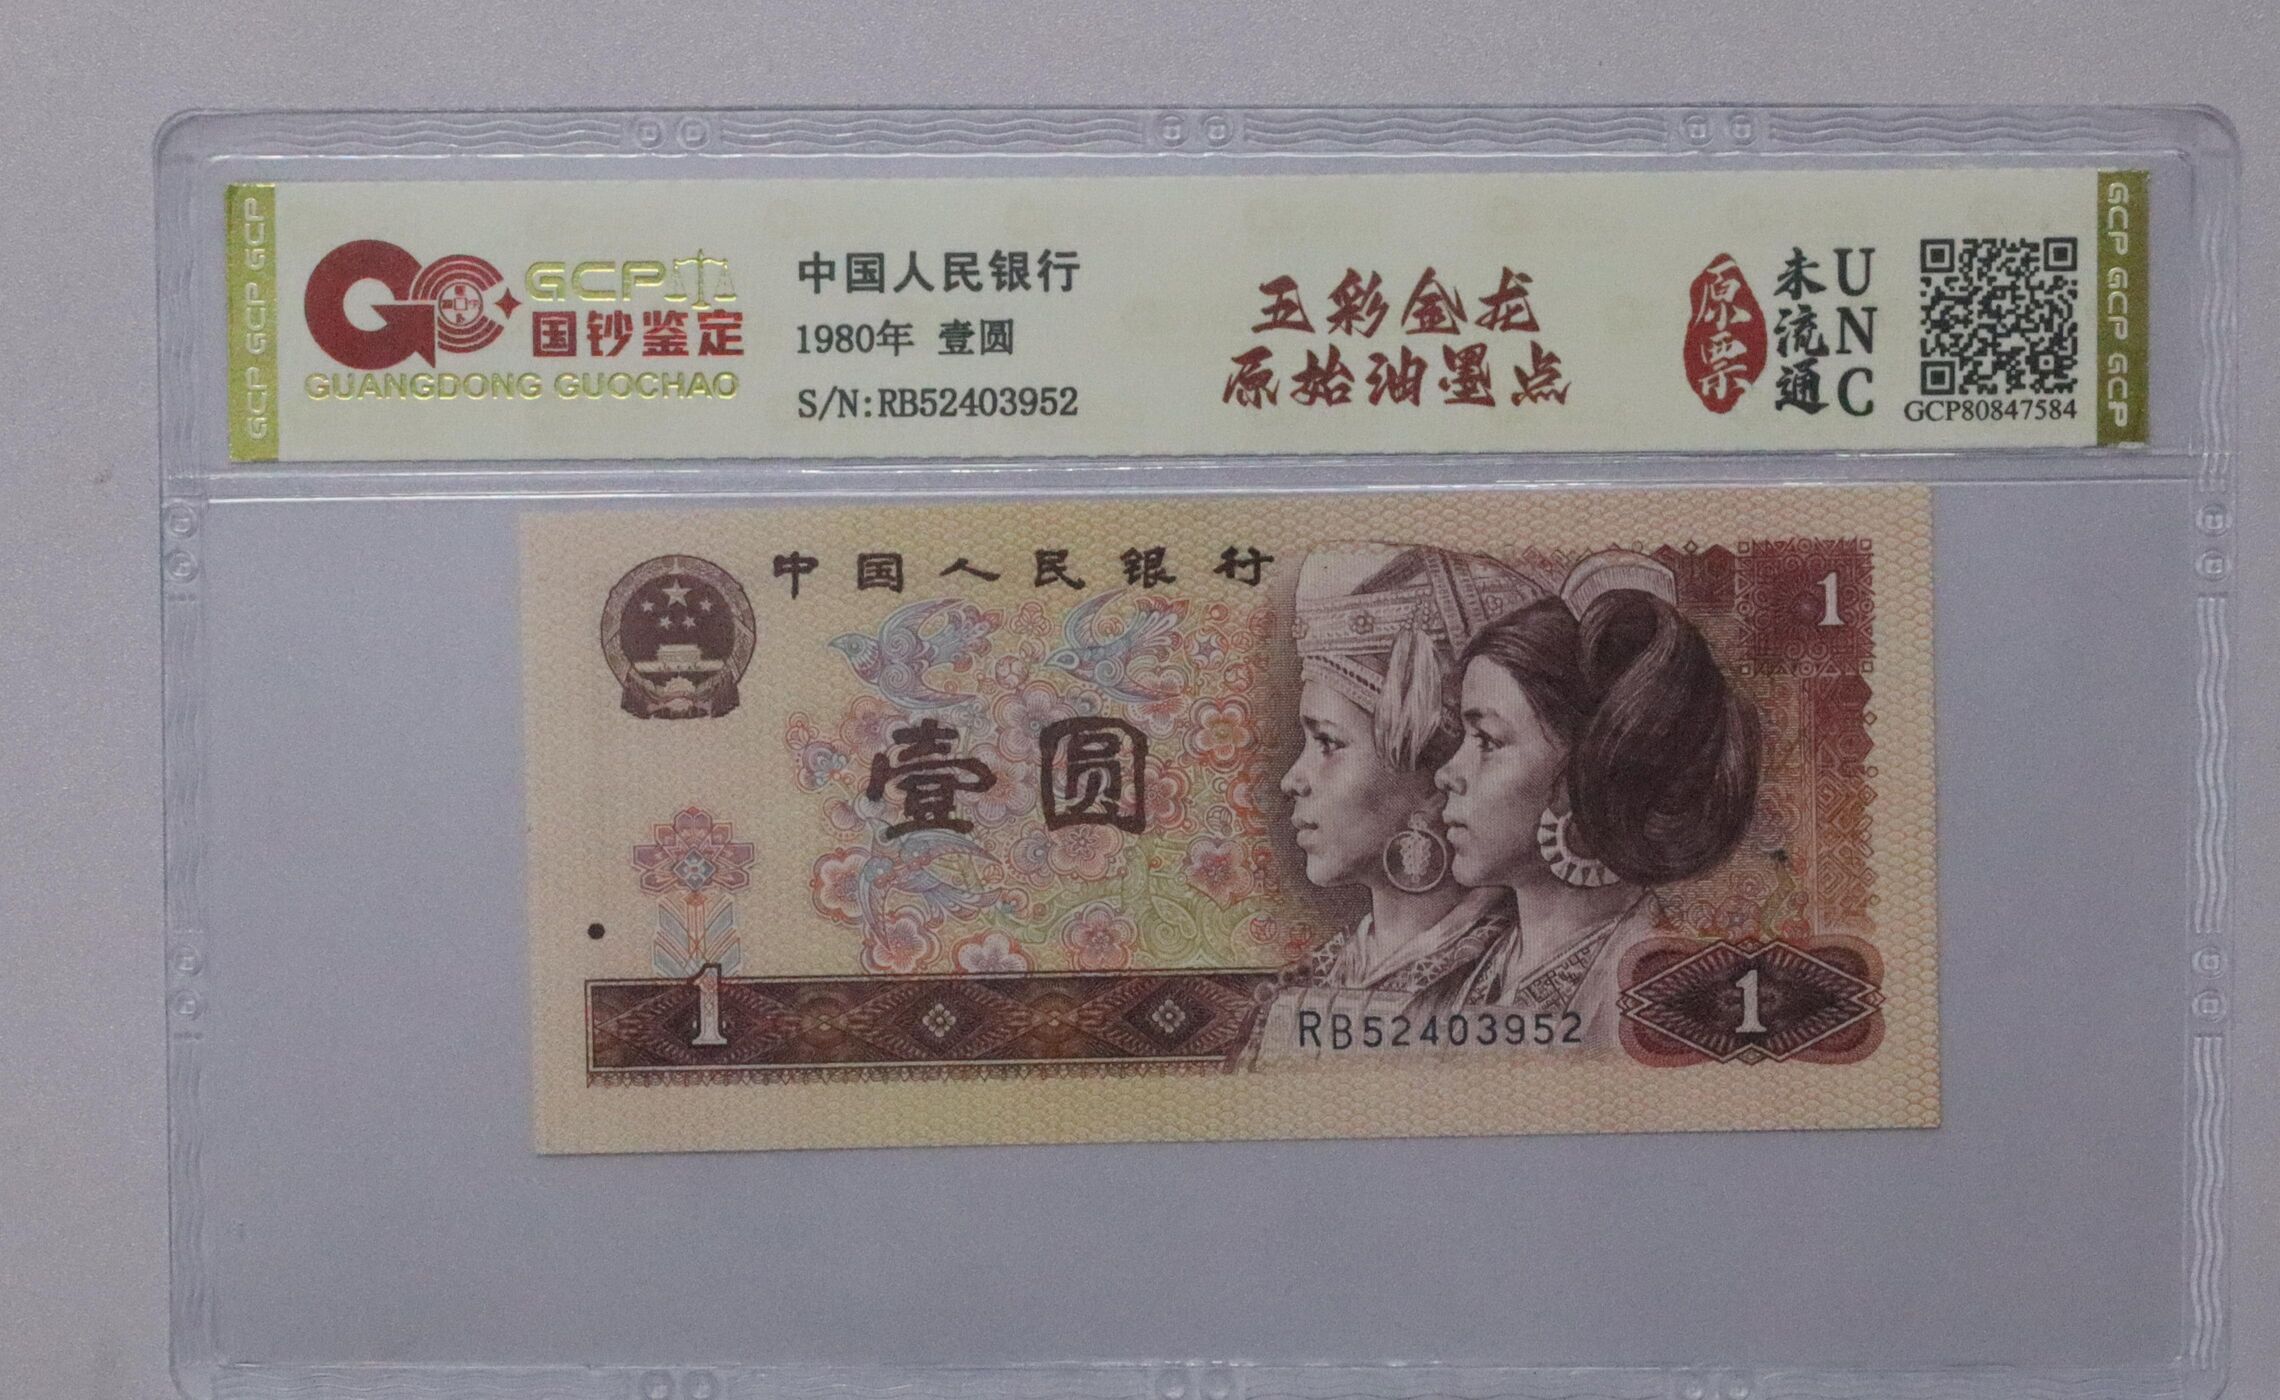 GCP GCP GCP
GCP
国钞鉴定
GUANGDONG GUOCHAO
中国人民银行
1980年 壹圆
S/N:RB52403952
五彩金龙
原始油墨点
原票
未流通
UNC
GCP80847584
GCP GCP GCP
中国人民银行
1
壹圆
1
RB52403952
1